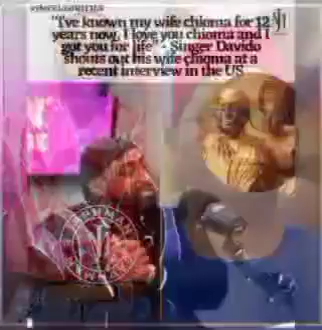 "I've known my wife chioma for 12
years now, I love you chioma and I
got you for life" - Singer Davido
shouts out his wife chioma at a
recent interview in the US